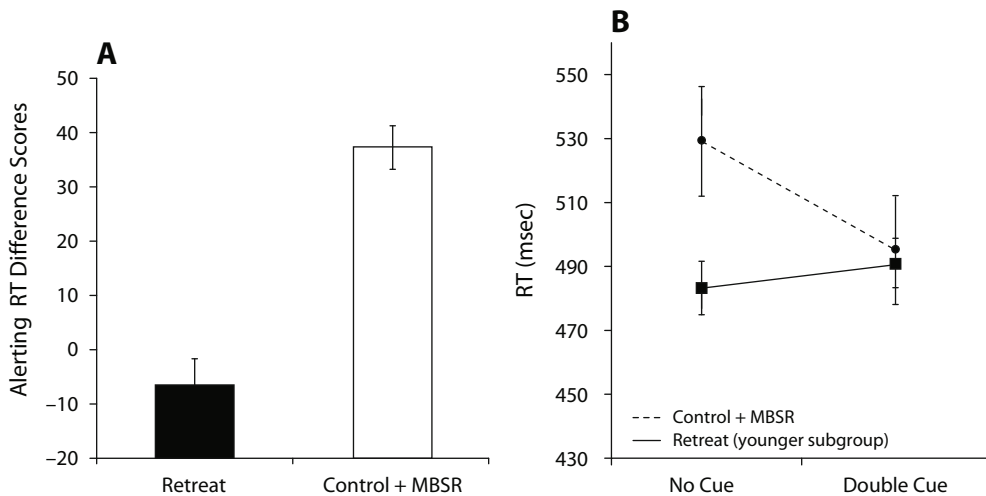 A
Alerting RT Difference Scores
50
40
30
20
10
0
–10
–20
Retreat
Control + MBSR
B
RT (msec)
550
530
510
490
470
450
430
Control + MBSR
Retreat (younger subgroup)
No Cue
Double Cue